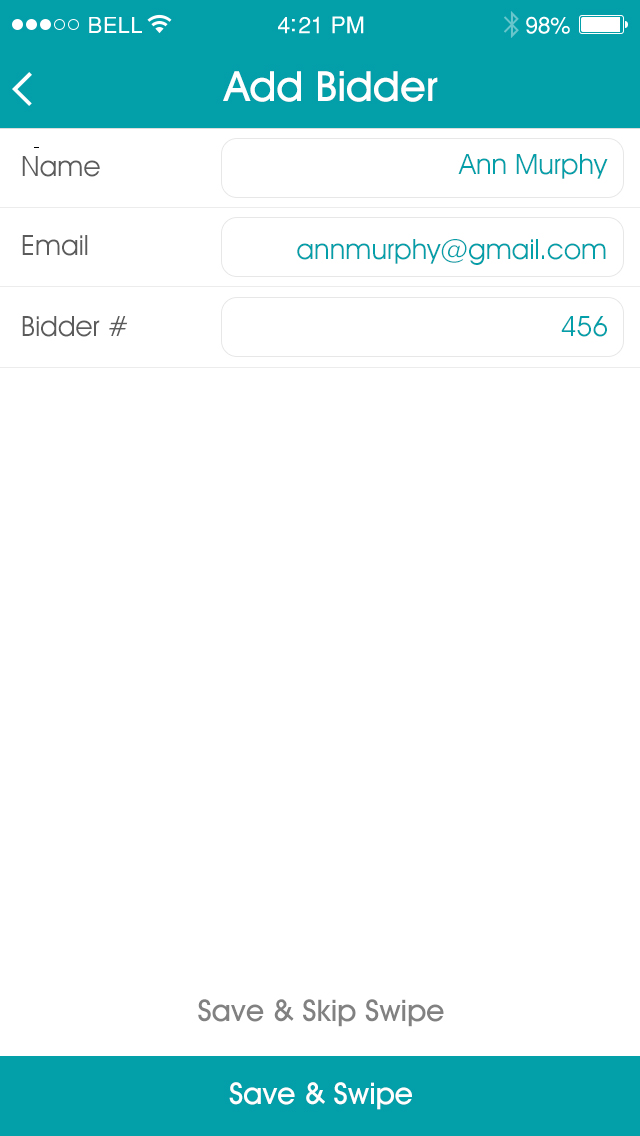 BELL 4:21 PM 98%
Add Bidder
Name Ann Murphy
Email annmurphy@gmail.com
Bidder # 456
Save & Skip Swipe
Save & Swipe